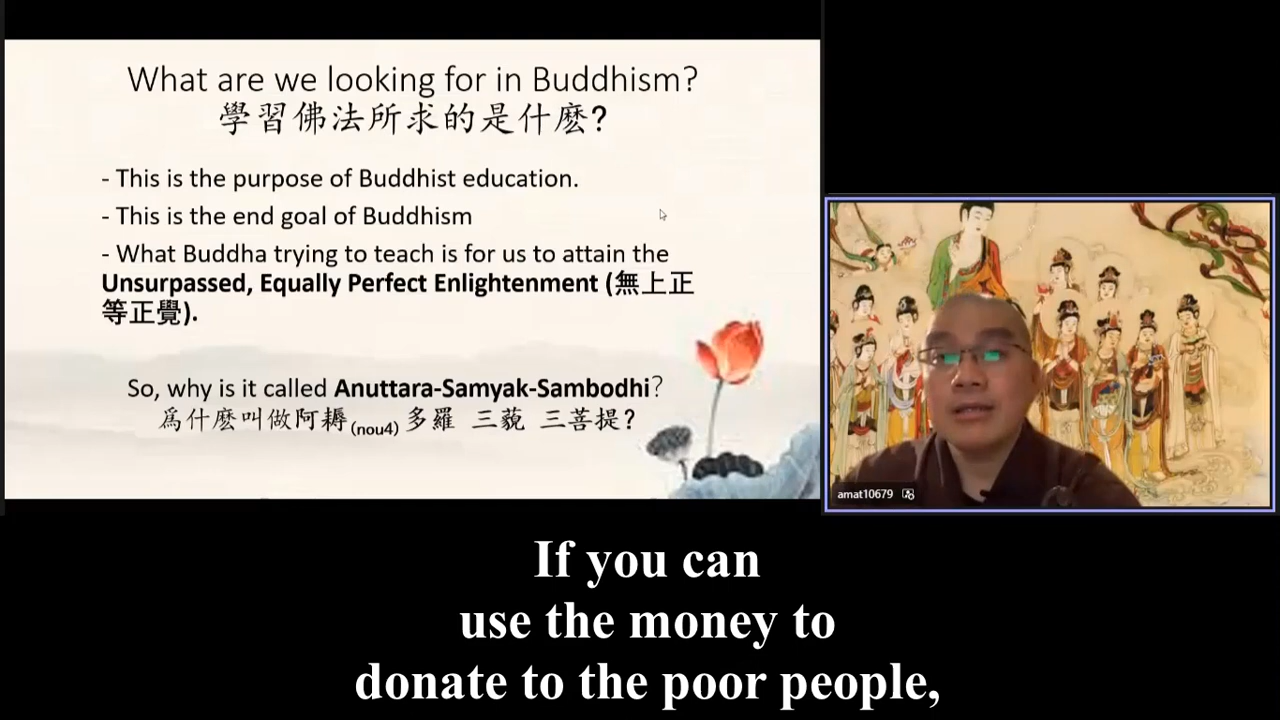 What are we looking for in Buddhism?
學習佛法所求的是什麽?
- This is the purpose of Buddhist education.
- This is the end goal of Buddhism
- What Buddha trying to teach is for us to attain the
Unsurpassed, Equally Perfect Enlightenment (無上正
等正覺).
So, why is it called Anuttara-Samyak-Sambodhi?
爲什麽叫做阿耨(nou4)多羅 三藐 三菩提?
amat10679
If you can
use the money to
donate to the poor people,